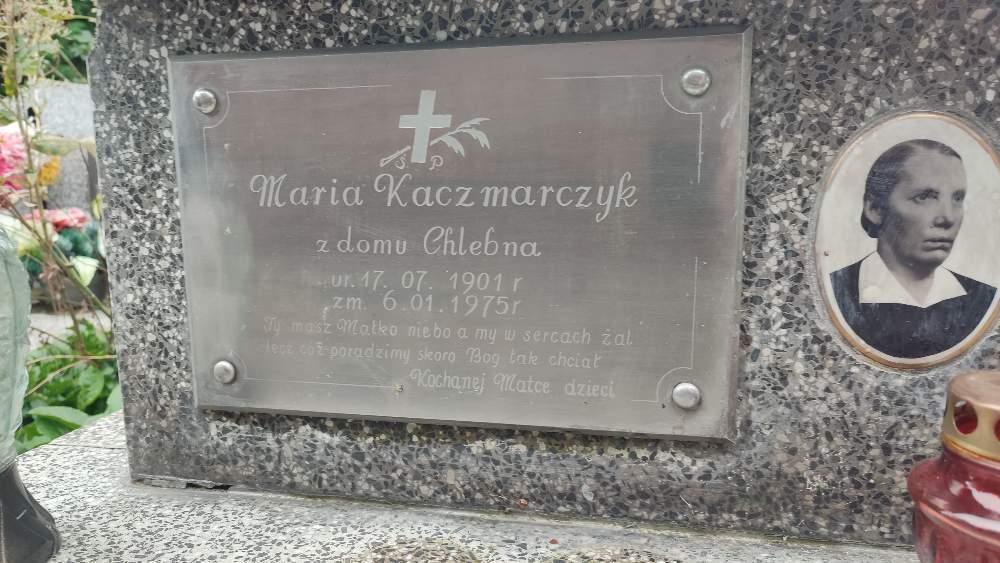 Ś P
Maria Kaczmarczyk
z domu Chlebna
ur. 17. 07. 1901 r
zm. 6.01.1975r
Ty masz Matko niebo a my w sercach żal
lecz cóż poradzimy skoro Bóg tak chciał
Kochanej Matce dzieci